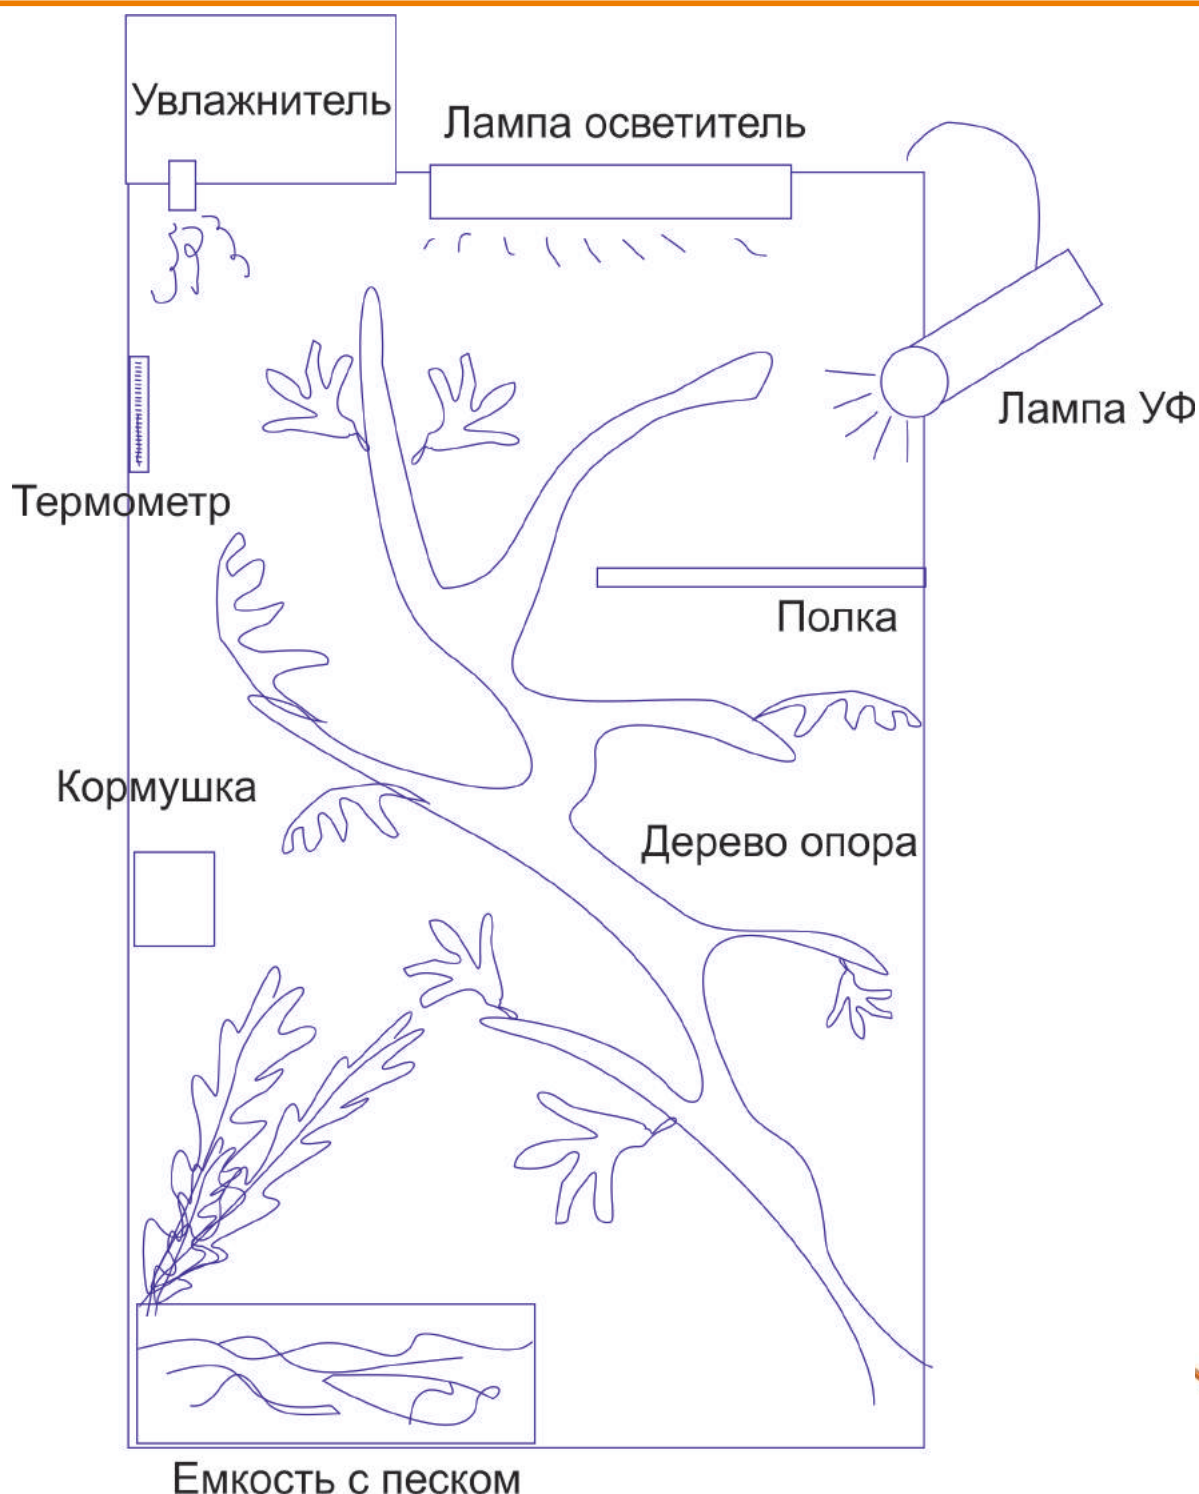 Увлажнитель
Лампа осветитель
Лампа УФ
Термометр
Полка
Кормушка
Дерево опора
Емкость с песком